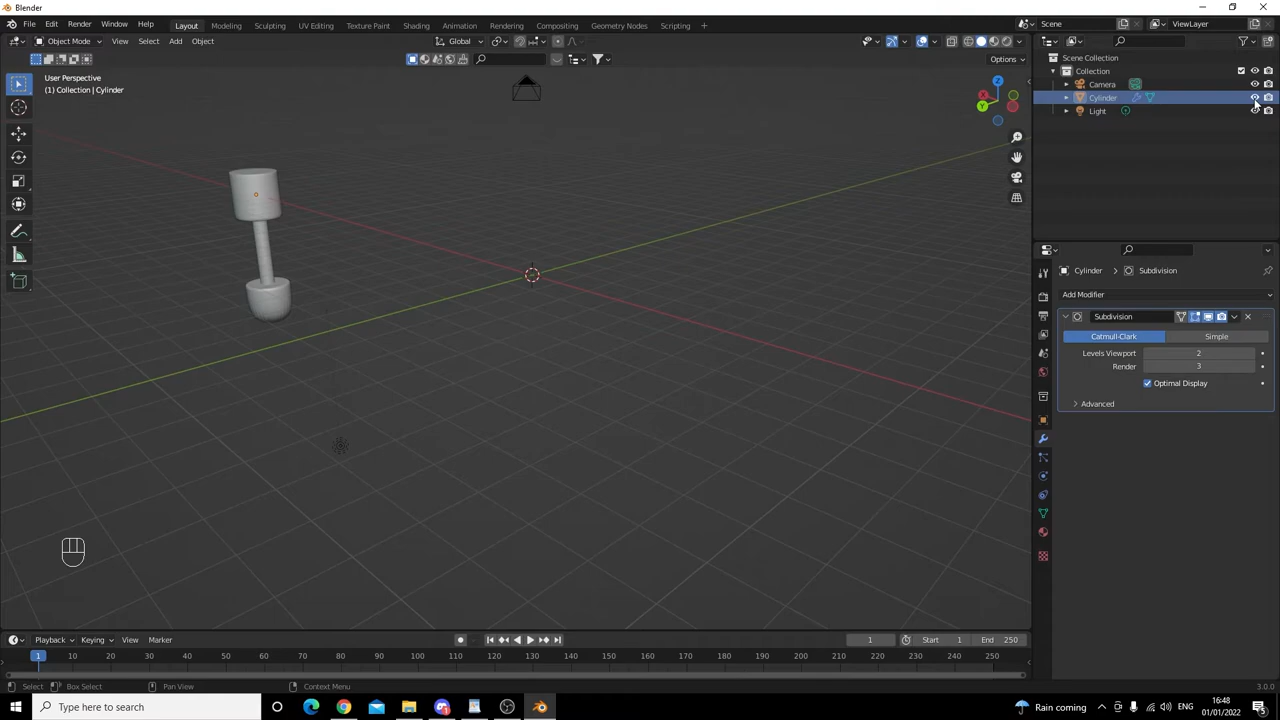 Blender
File Edit Render Window Help Layout Modeling Sculpting UV Editing Texture Paint Shading Animation Rendering Compositing Geometry Nodes Scripting + Scene ViewLayer
Object Mode View Select Add Object Global
Options
User Perspective
(1) Collection | Cylinder
Z
Y
Scene Collection
Collection
Camera
Cylinder
Light
Cylinder > Subdivision
Add Modifier
Subdivision
Catmull-Clark Simple
Levels Viewport 2
Render 3
Optimal Display
Advanced
Playback Keying View Marker 1 Start 1 End 250
1 10 20 30 40 50 60 70 80 90 100 110 120 130 140 150 160 170 180 190 200 210 220 230 240 250
Select Box Select Pan View Context Menu 3.0.0
Type here to search Rain coming 16:48
01/01/2022